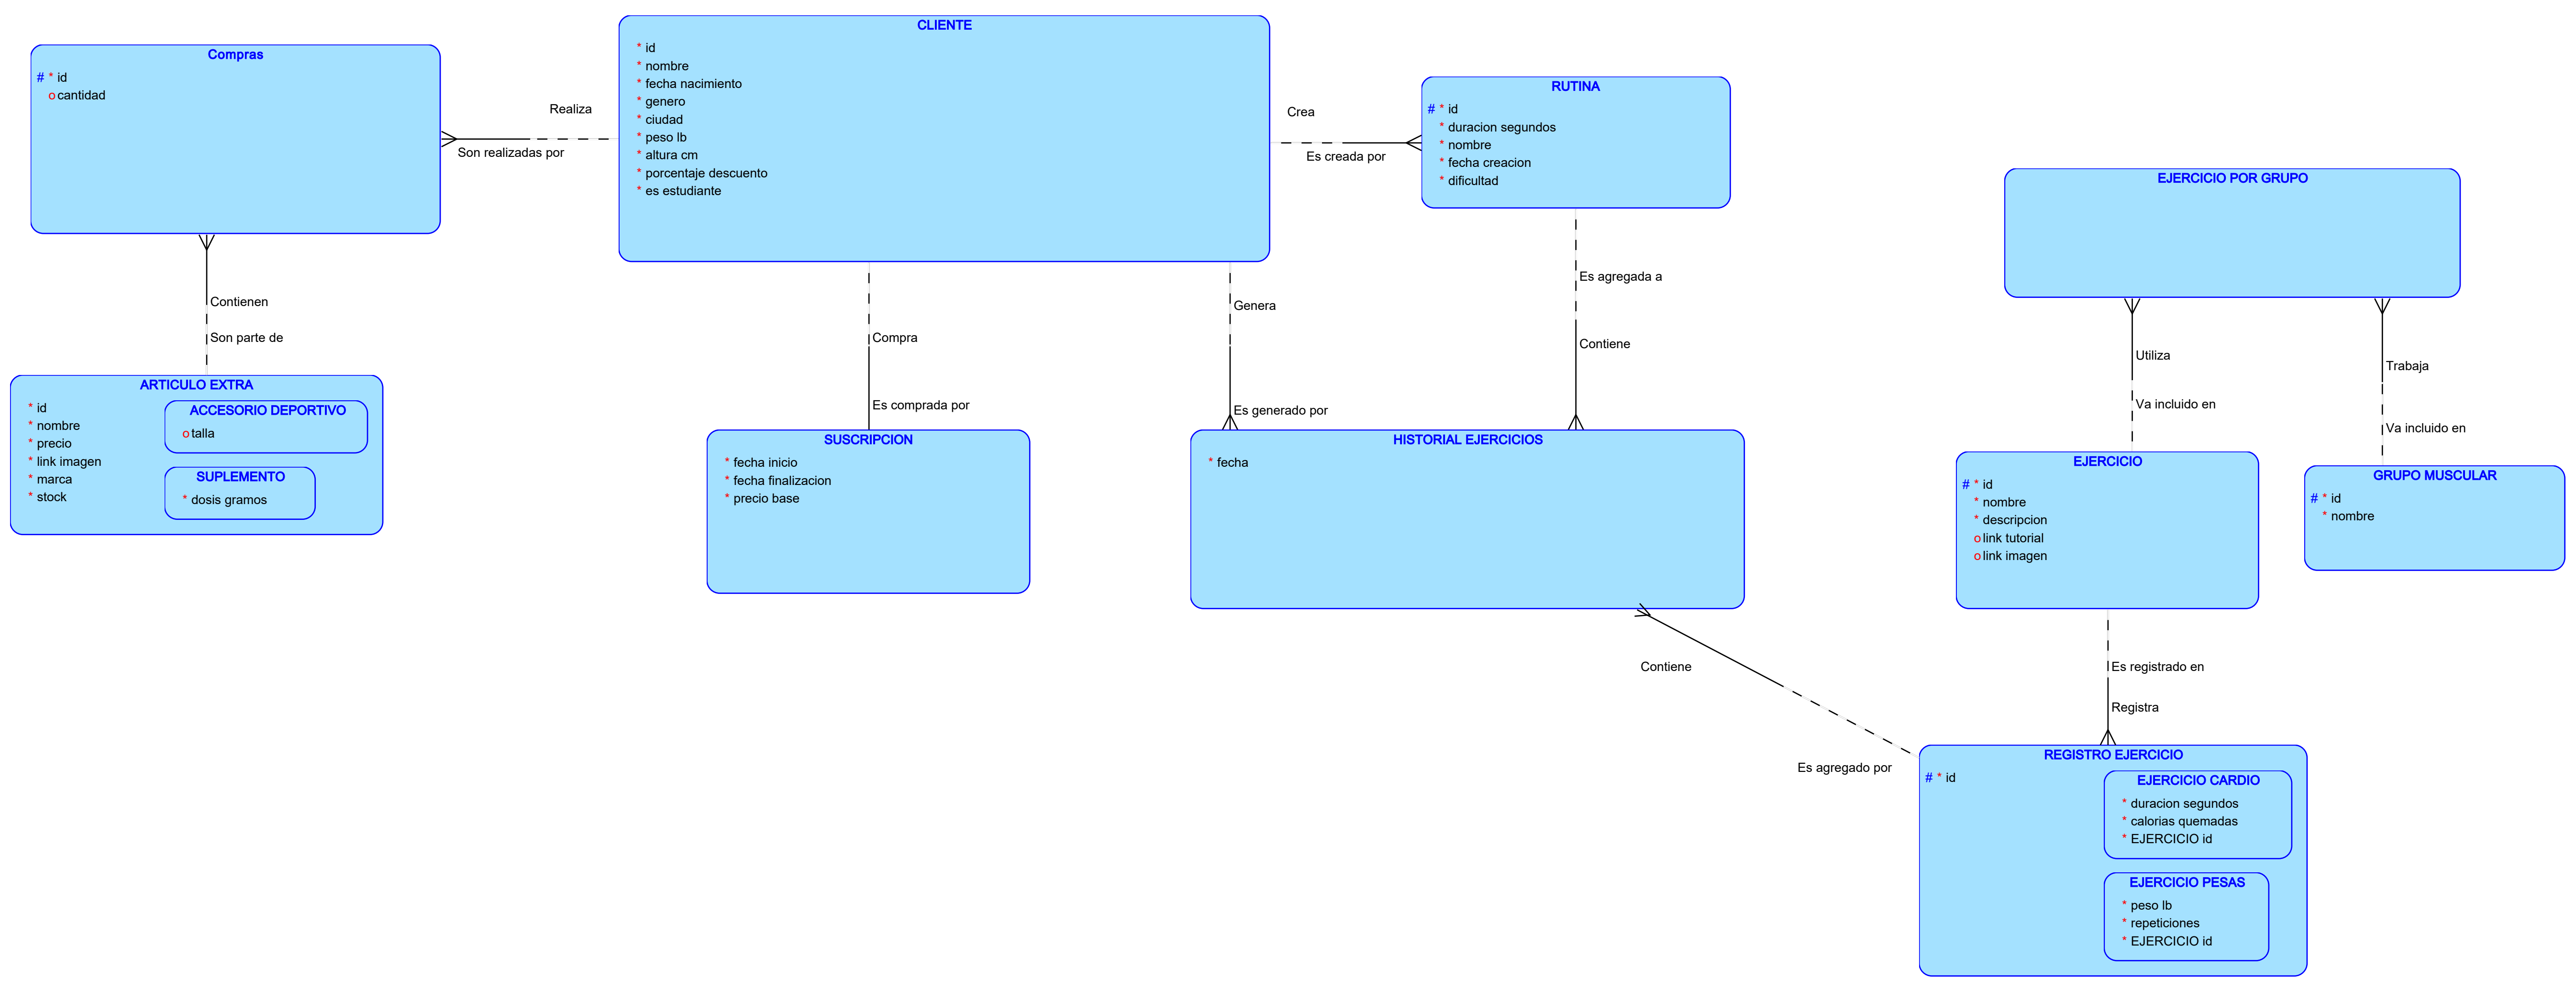 Compras
# * id
o cantidad
Realiza
Son realizadas por
CLIENTE
* id
* nombre
* fecha nacimiento
* genero
* ciudad
* peso lb
* altura cm
* porcentaje descuento
* es estudiante
Crea
Es creada por
RUTINA
# * id
* duracion segundos
* nombre
* fecha creacion
* dificultad
EJERCICIO POR GRUPO
Contienen
Son parte de
Compra
Es comprada por
Genera
Es generado por
Es agregada a
Contiene
Utiliza
Va incluido en
Trabaja
Va incluido en
ARTICULO EXTRA
* id
* nombre
* precio
* link imagen
* marca
* stock
ACCESORIO DEPORTIVO
o talla
SUPLEMENTO
* dosis gramos
SUSCRIPCION
* fecha inicio
* fecha finalizacion
* precio base
HISTORIAL EJERCICIOS
* fecha
EJERCICIO
# * id
* nombre
* descripcion
o link tutorial
o link imagen
GRUPO MUSCULAR
# * id
* nombre
Contiene
Es agregado por
Es registrado en
Registra
REGISTRO EJERCICIO
# * id
EJERCICIO CARDIO
* duracion segundos
* calorias quemadas
* EJERCICIO id
EJERCICIO PESAS
* peso lb
* repeticiones
* EJERCICIO id